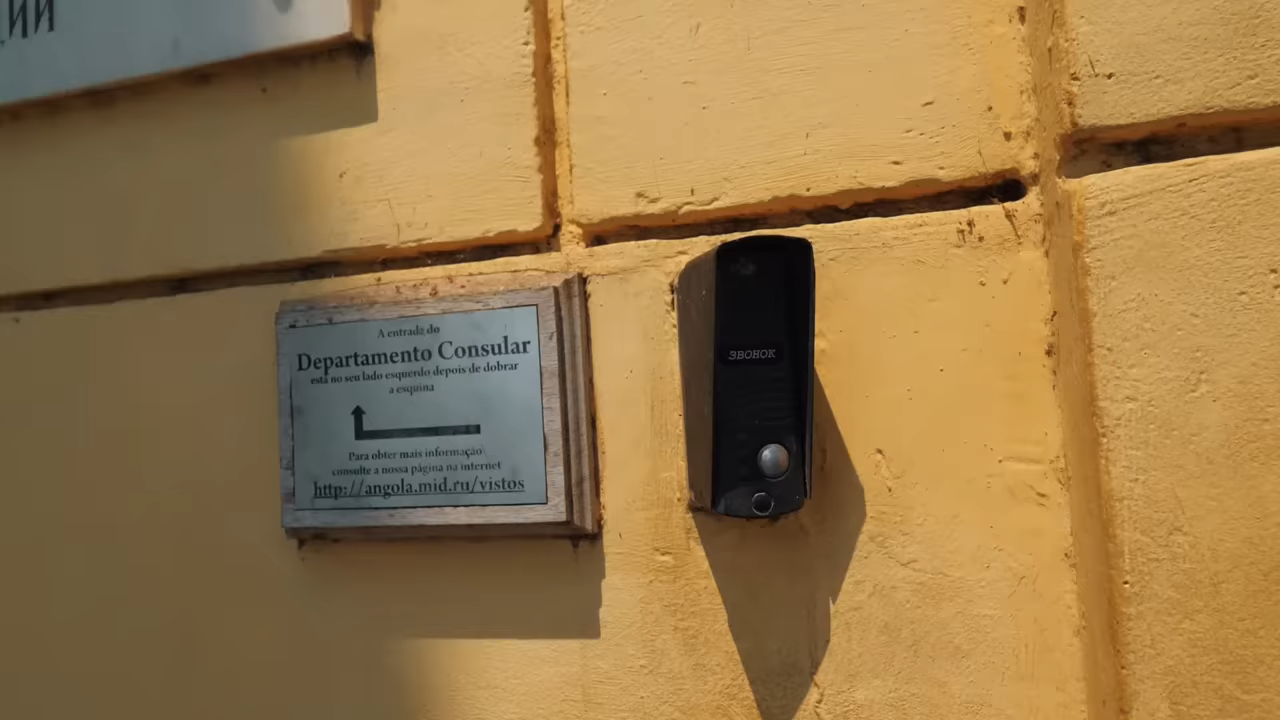 ИИ
A entrada do
Departamento Consular
está no seu lado esquerdo depois de dobrar
a esquina
Para obter mais informação
consulte a nossa página na internet
http://angola.mid.ru/vistos
ЗВОНОК